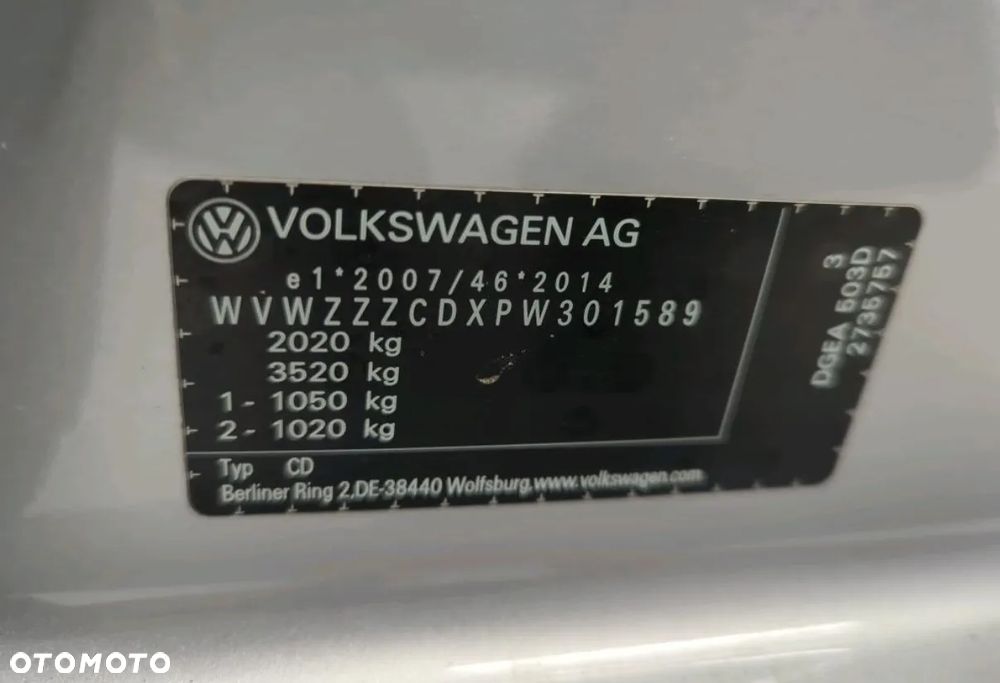 VOLKSWAGEN AG
e1*2007/46*2014
WVWZZZCDXPW301589
2020 kg
3520 kg
1- 1050 kg
2- 1020 kg
Typ CD
Berliner Ring 2,DE-38440 Wolfsburg.www.volkswagen.com
3
DGEA 503D
2735757
OTOMOTO